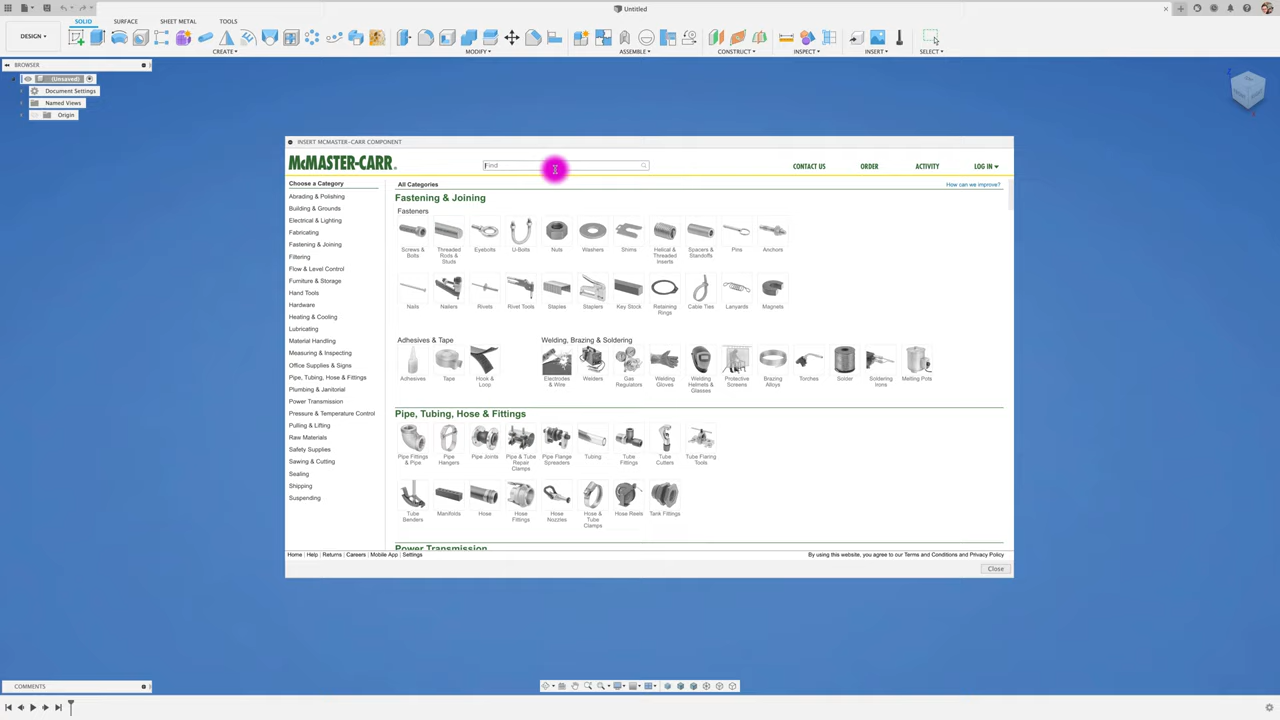 Untitled
DESIGN
SOLID
SURFACE
SHEET METAL
TOOLS
CREATE
MODIFY
ASSEMBLE
CONSTRUCT
INSPECT
INSERT
SELECT
BROWSER
(Unsaved)
Document Settings
Named Views
Origin
INSERT MCMASTER-CARR COMPONENT
McMASTER-CARR
Find
CONTACT US
ORDER
ACTIVITY
LOG IN
Choose a Category
Abrading & Polishing
Building & Grounds
Electrical & Lighting
Fabricating
Fastening & Joining
Filtering
Flow & Level Control
Furniture & Storage
Hand Tools
Hardware
Heating & Cooling
Lubricating
Material Handling
Measuring & Inspecting
Office Supplies & Signs
Pipe, Tubing, Hose & Fittings
Plumbing & Janitorial
Power Transmission
Pressure & Temperature Control
Pulling & Lifting
Raw Materials
Safety Supplies
Sawing & Cutting
Sealing
Shipping
Suspending
All Categories
How can we improve?
Fastening & Joining
Fasteners
Screws & Bolts
Threaded Rods & Studs
Eyebolts
U-Bolts
Nuts
Washers
Shims
Helical & Threaded Inserts
Spacers & Standoffs
Pins
Anchors
Nails
Nailers
Rivets
Rivet Tools
Staples
Staplers
Key Stock
Retaining Rings
Cable Ties
Lanyards
Magnets
Adhesives & Tape
Welding, Brazing & Soldering
Adhesives
Tape
Hook & Loop
Electrodes & Wire
Welders
Gas Regulators
Welding Gloves
Welding Helmets & Glasses
Protective Screens
Brazing Alloys
Torches
Solder
Soldering Irons
Melting Pots
Pipe, Tubing, Hose & Fittings
Pipe Fittings & Pipe
Pipe Hangers
Pipe Joints
Pipe & Tube Repair Clamps
Pipe Flange Spreaders
Tubing
Tube Fittings
Tube Cutters
Tube Flaring Tools
Tube Benders
Manifolds
Hose
Hose Fittings
Hose Nozzles
Hose & Tube Clamps
Hose Reels
Tank Fittings
Power Transmission
Home | Help | Returns | Careers | Mobile App | Settings
By using this website, you agree to our Terms and Conditions and Privacy Policy
Close
COMMENTS